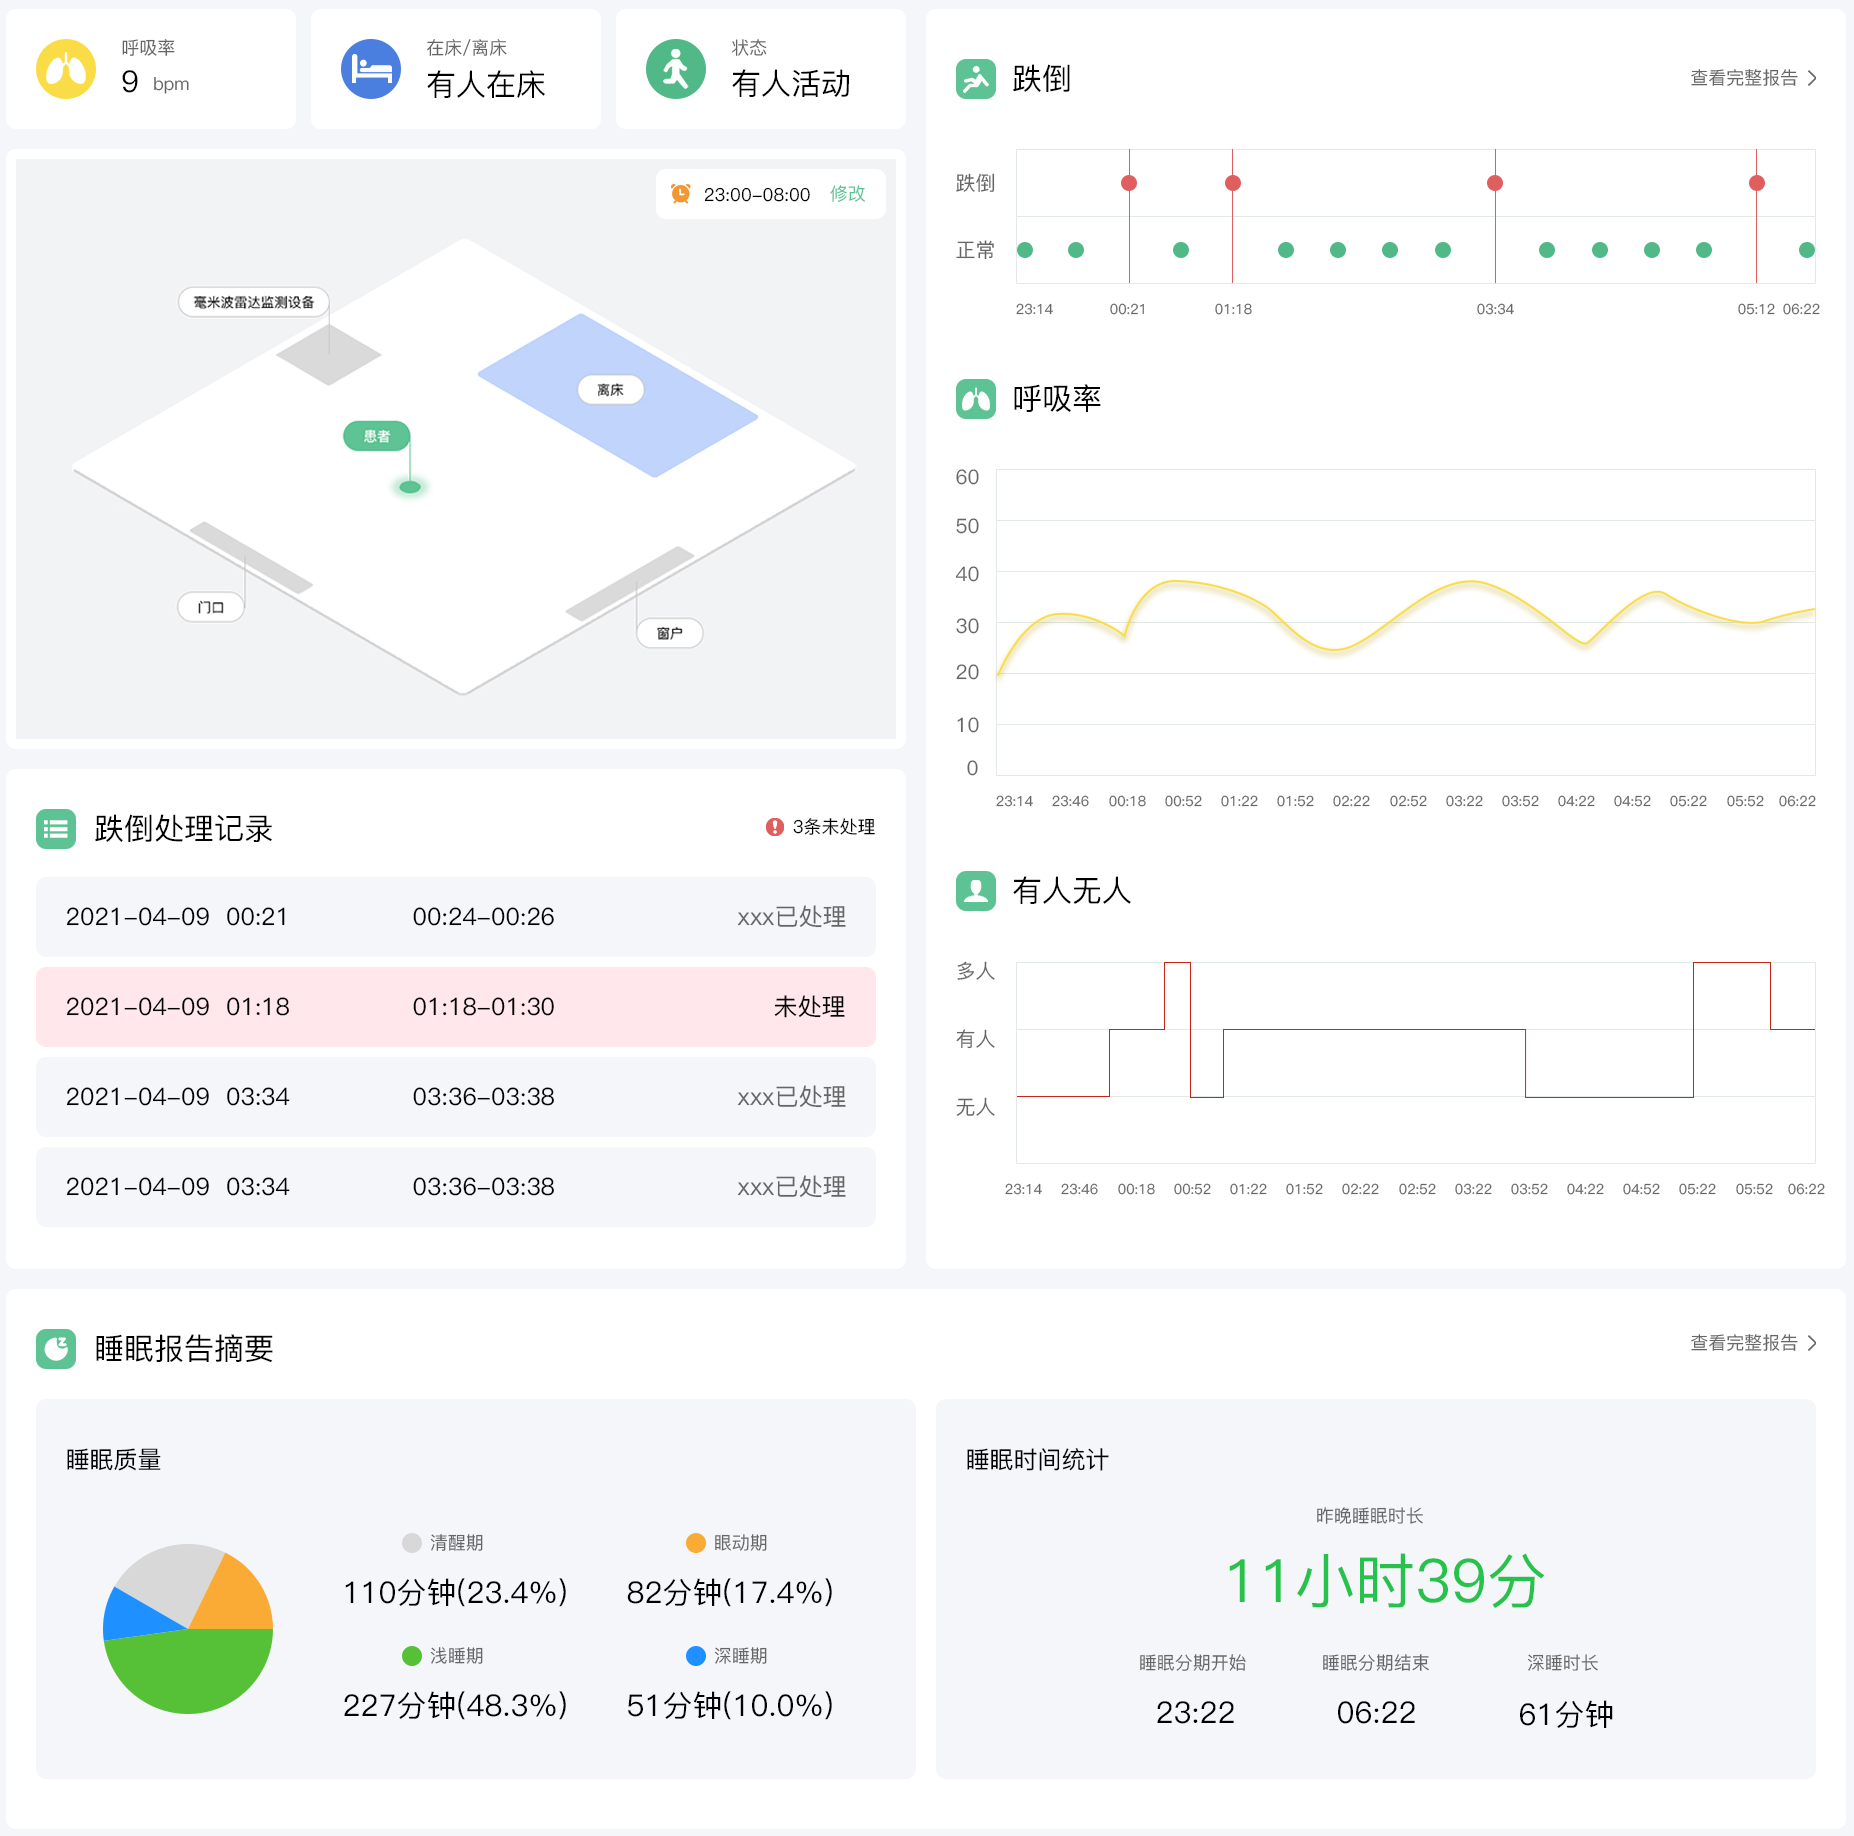 呼吸率
9 bpm
在床/离床
有人在床
状态
有人活动
23:00-08:00 修改
毫米波雷达监测设备
离床
患者
门口
窗户
跌倒处理记录
3条未处理
2021-04-09 00:21 00:24-00:26 xxx已处理
2021-04-09 01:18 01:18-01:30 未处理
2021-04-09 03:34 03:36-03:38 xxx已处理
2021-04-09 03:34 03:36-03:38 xxx已处理
跌倒
查看完整报告
跌倒
正常
23:14 00:21 01:18 03:34 05:12 06:22
呼吸率
60
50
40
30
20
10
0
23:14 23:46 00:18 00:52 01:22 01:52 02:22 02:52 03:22 03:52 04:22 04:52 05:22 05:52 06:22
有人无人
多人
有人
无人
23:14 23:46 00:18 00:52 01:22 01:52 02:22 02:52 03:22 03:52 04:22 04:52 05:22 05:52 06:22
睡眠报告摘要
查看完整报告
睡眠质量
清醒期 眼动期
110分钟(23.4%) 82分钟(17.4%)
浅睡期 深睡期
227分钟(48.3%) 51分钟(10.0%)
睡眠时间统计
昨晚睡眠时长
11小时39分
睡眠分期开始 睡眠分期结束 深睡时长
23:22 06:22 61分钟